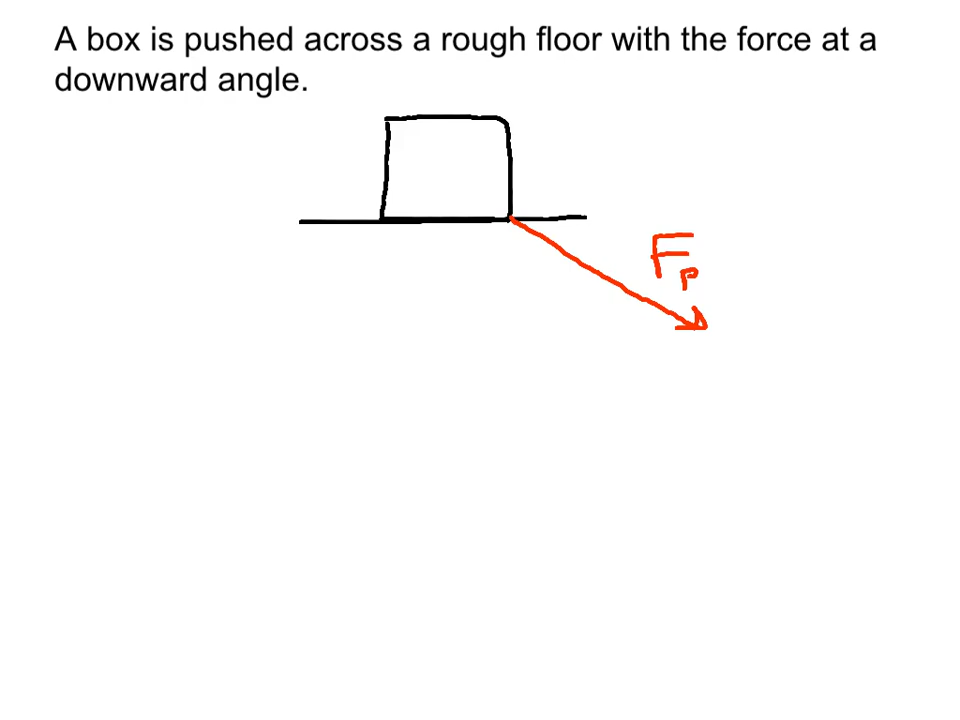 A box is pushed across a rough floor with the force at a
downward angle.
Fp